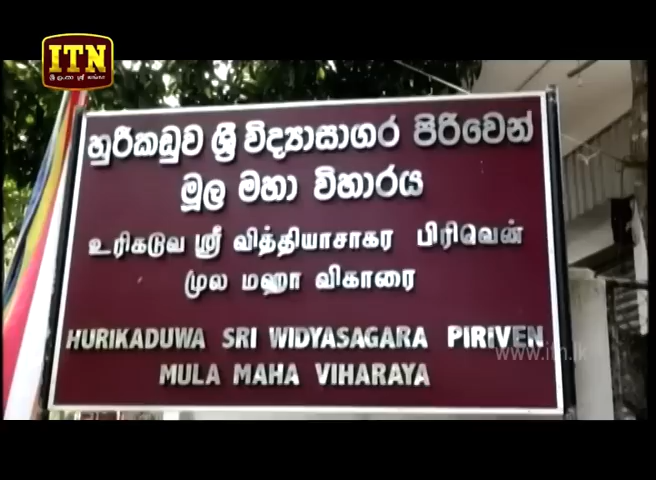 ITN
හුරීකඩුව ශ්‍රී විද්‍යාසාගර පිරිවෙන්
මූල මහා විහාරය
உரிகடுவ ஸ்ரீ வித்தியாசாகர பிரிவென்
முல மஹா விகாரை
HURIKADUWA SRI WIDYASAGARA PIRIVEN
MULA MAHA VIHARAYA
www.itn.lk